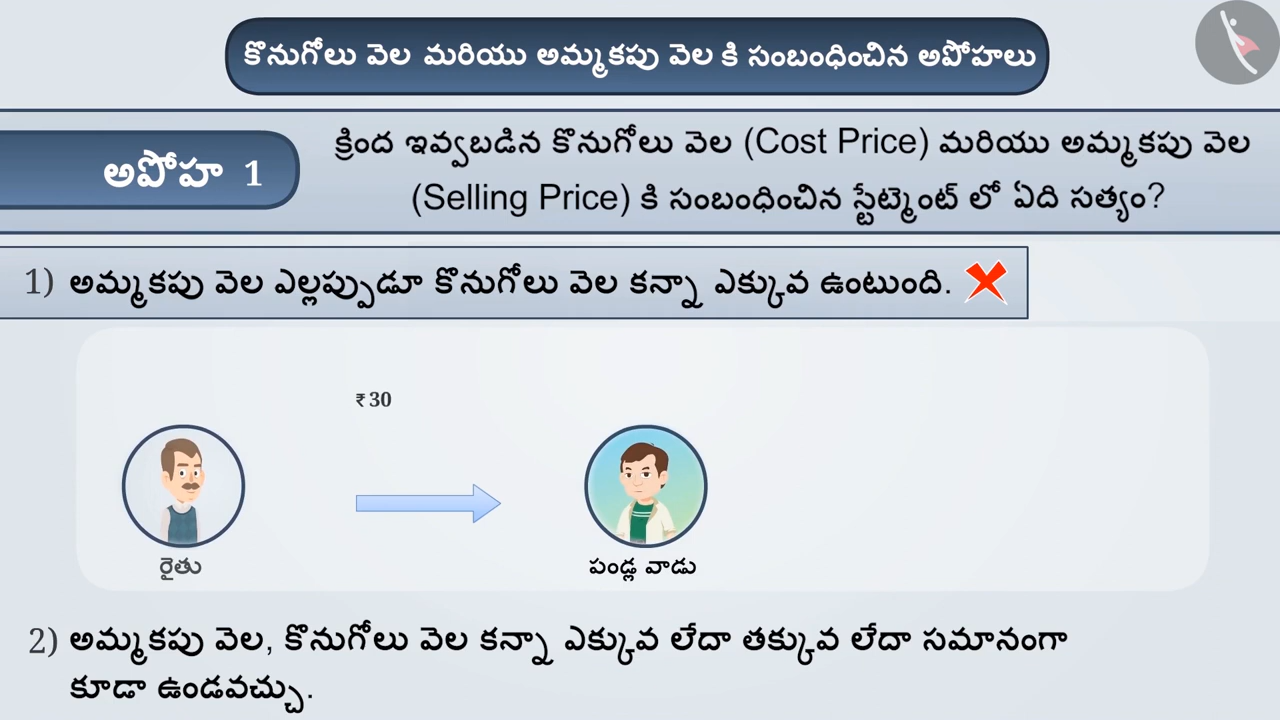 కొనుగోలు వెల మరియు అమ్మకపు వెల కి సంబంధించిన అపోహలు
అపోహ 1
క్రింద ఇవ్వబడిన కొనుగోలు వెల (Cost Price) మరియు అమ్మకపు వెల
(Selling Price) కి సంబంధించిన స్టేట్మెంట్ లో ఏది సత్యం?
1) అమ్మకపు వెల ఎల్లప్పుడూ కొనుగోలు వెల కన్నా ఎక్కువ ఉంటుంది.
₹30
రైతు
పండ్ల వాడు
2) అమ్మకపు వెల, కొనుగోలు వెల కన్నా ఎక్కువ లేదా తక్కువ లేదా సమానంగా
కూడా ఉండవచ్చు.